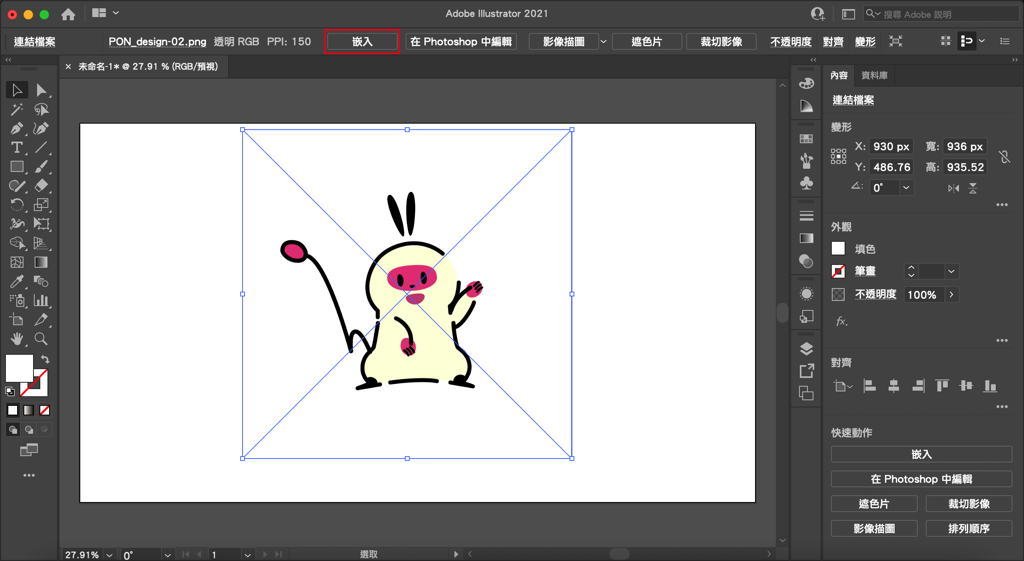 Adobe Illustrator 2021
搜尋 Adobe 說明
連結檔案 PON_design-02.png 透明 RGB PPI: 150 嵌入 在 Photoshop 中編輯 影像描圖 遮色片 裁切影像 不透明度 對齊 變形
× 未命名-1* @ 27.91 % (RGB/預視)
內容 資料庫
連結檔案
變形
X: 930 px 寬: 936 px
Y: 486.76 高: 935.52
0°
外觀
填色
筆畫
不透明度 100%
fx.
對齊
快速動作
嵌入
在 Photoshop 中編輯
遮色片 裁切影像
影像描圖 排列順序
27.91% 0° 1 選取